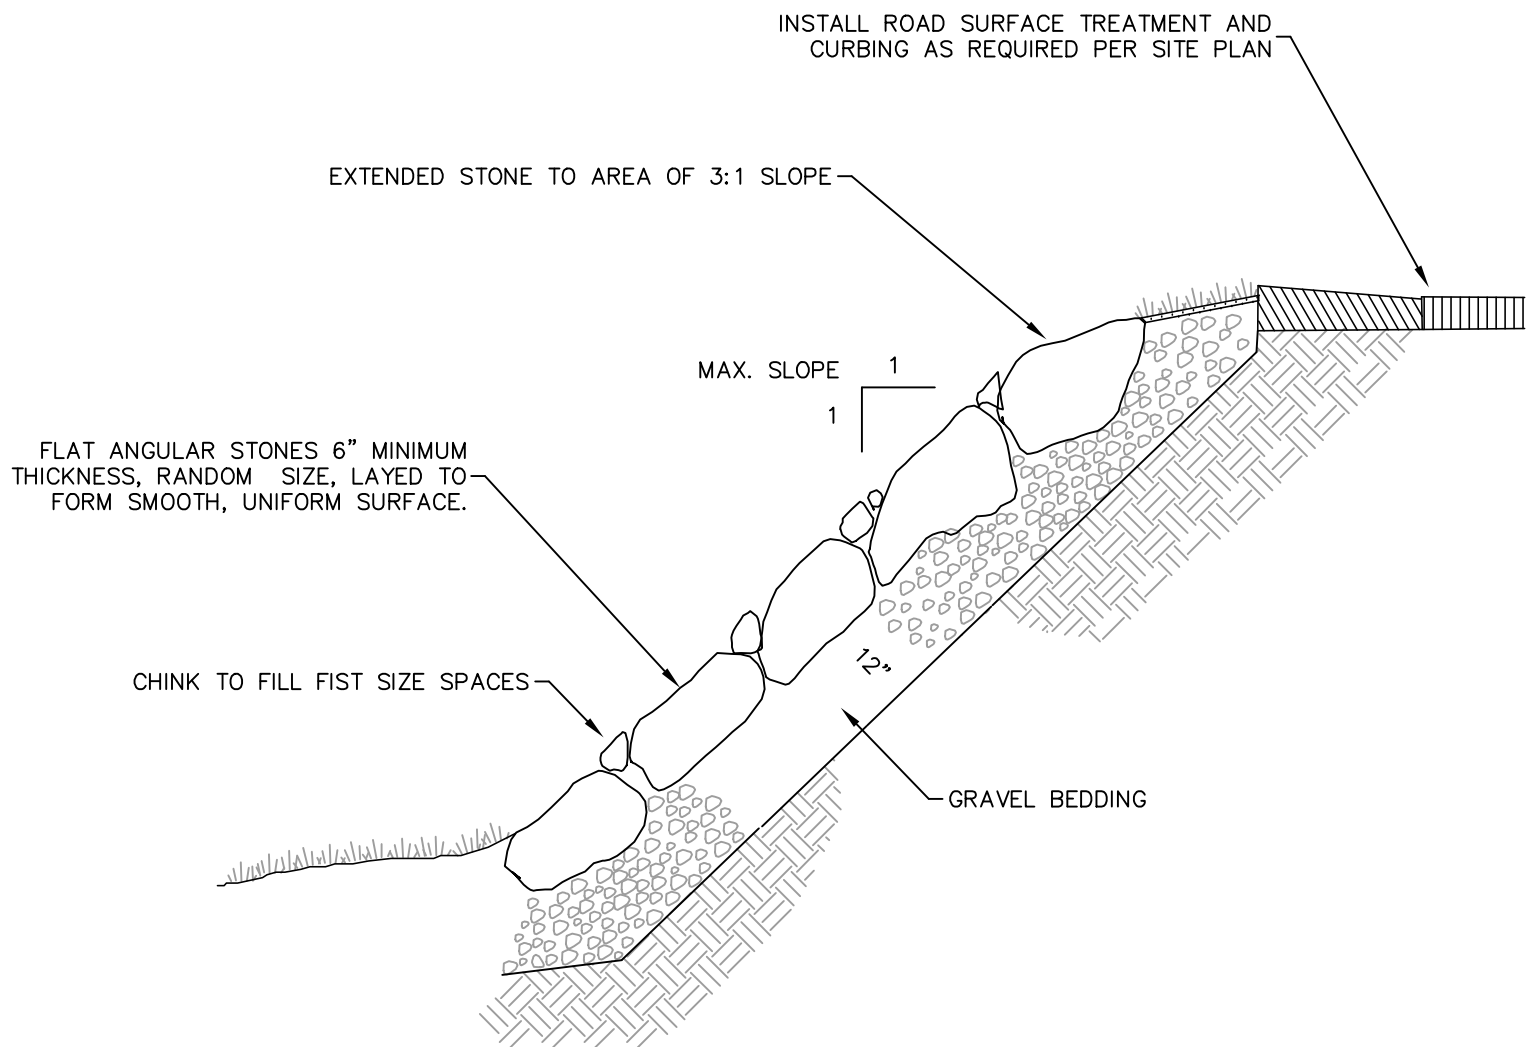 INSTALL ROAD SURFACE TREATMENT AND
CURBING AS REQUIRED PER SITE PLAN
EXTENDED STONE TO AREA OF 3:1 SLOPE
MAX. SLOPE
1
1
FLAT ANGULAR STONES 6" MINIMUM
THICKNESS, RANDOM SIZE, LAYED TO
FORM SMOOTH, UNIFORM SURFACE.
12"
CHINK TO FILL FIST SIZE SPACES
GRAVEL BEDDING